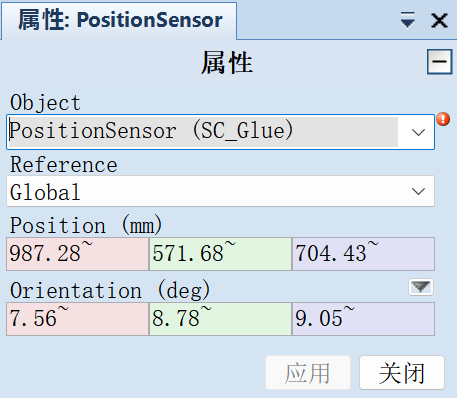 属性: PositionSensor
属性
Object
PositionSensor (SC_Glue)
Reference
Global
Position (mm)
987.28~ 571.68~ 704.43~
Orientation (deg)
7.56~ 8.78~ 9.05~
应用 关闭